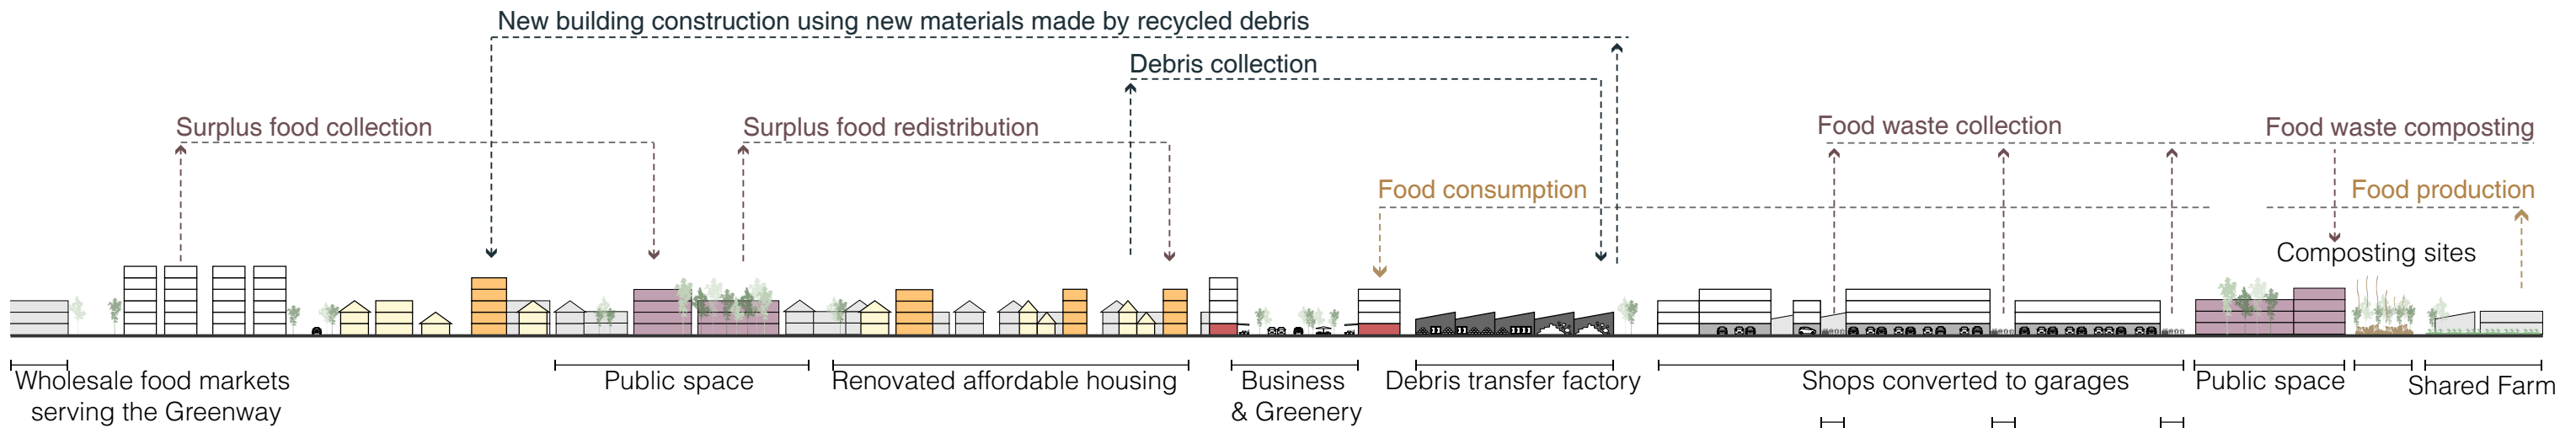 New building construction using new materials made by recycled debris
Debris collection
Surplus food collection
Surplus food redistribution
Food waste collection
Food waste composting
Food consumption
Food production
Composting sites
Wholesale food markets
serving the Greenway
Public space
Renovated affordable housing
Business
& Greenery
Debris transfer factory
Shops converted to garages
Public space
Shared Farm